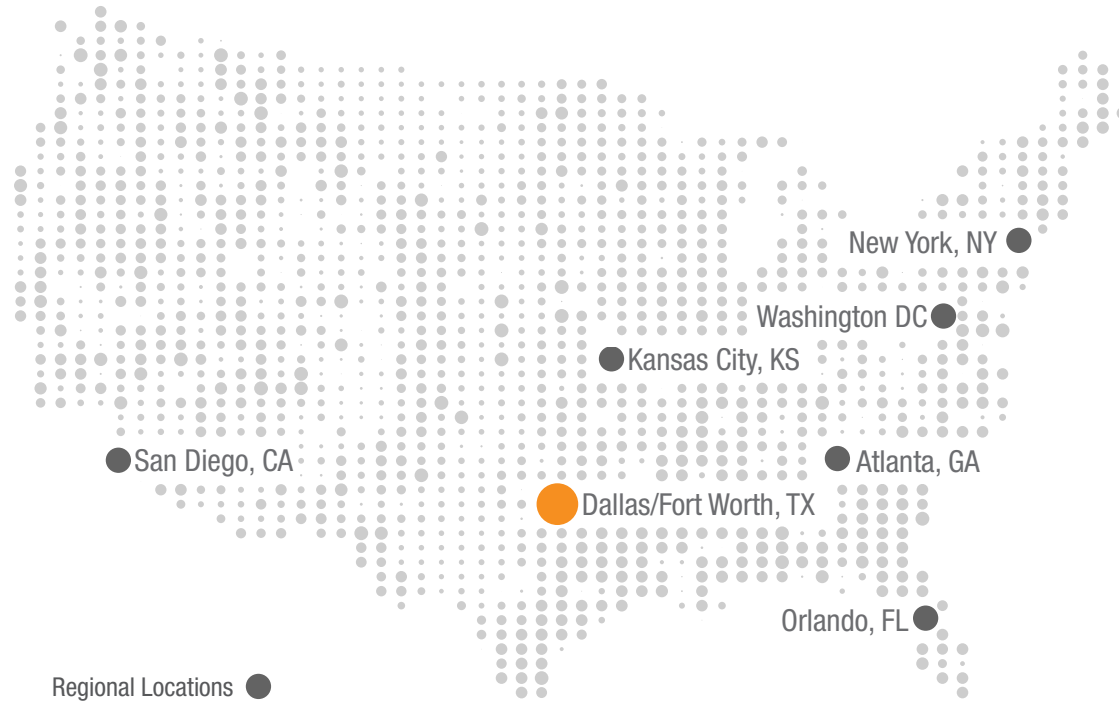 New York, NY
Washington DC
Kansas City, KS
San Diego, CA
Atlanta, GA
Dallas/Fort Worth, TX
Orlando, FL
Regional Locations